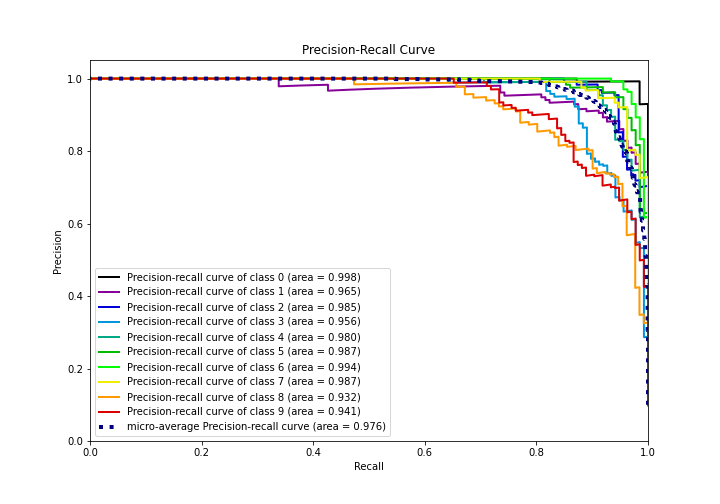 Precision-Recall Curve
Precision
1.0
0.8
0.6
0.4
0.2
0.0
Precision-recall curve of class 0 (area = 0.998)
Precision-recall curve of class 1 (area = 0.965)
Precision-recall curve of class 2 (area = 0.985)
Precision-recall curve of class 3 (area = 0.956)
Precision-recall curve of class 4 (area = 0.980)
Precision-recall curve of class 5 (area = 0.987)
Precision-recall curve of class 6 (area = 0.994)
Precision-recall curve of class 7 (area = 0.987)
Precision-recall curve of class 8 (area = 0.932)
Precision-recall curve of class 9 (area = 0.941)
micro-average Precision-recall curve (area = 0.976)
0.0 0.2 0.4 0.6 0.8 1.0
Recall